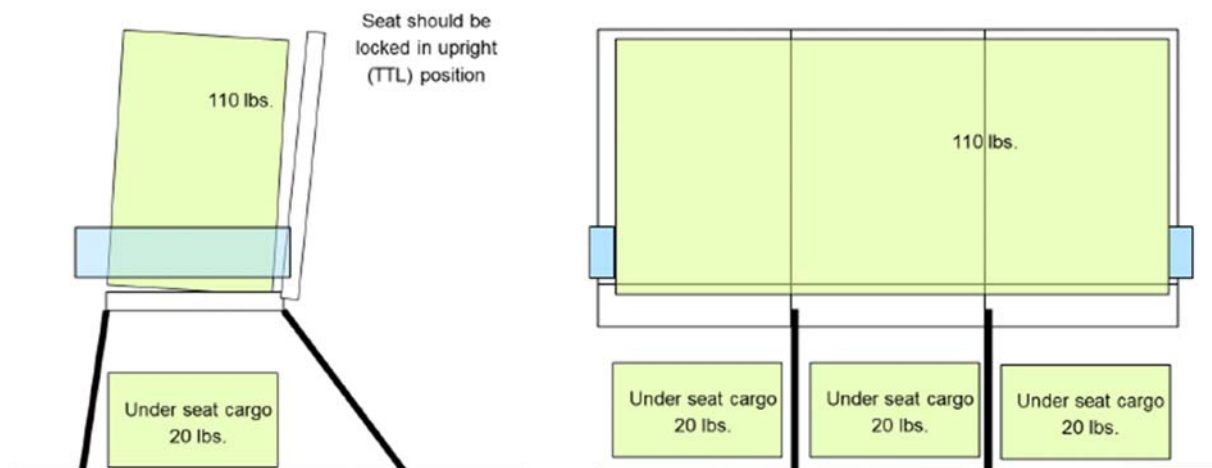 Seat should be
locked in upright
(TTL) position
110 lbs.
Under seat cargo
20 lbs.
110 lbs.
Under seat cargo
20 lbs.
Under seat cargo
20 lbs.
Under seat cargo
20 lbs.